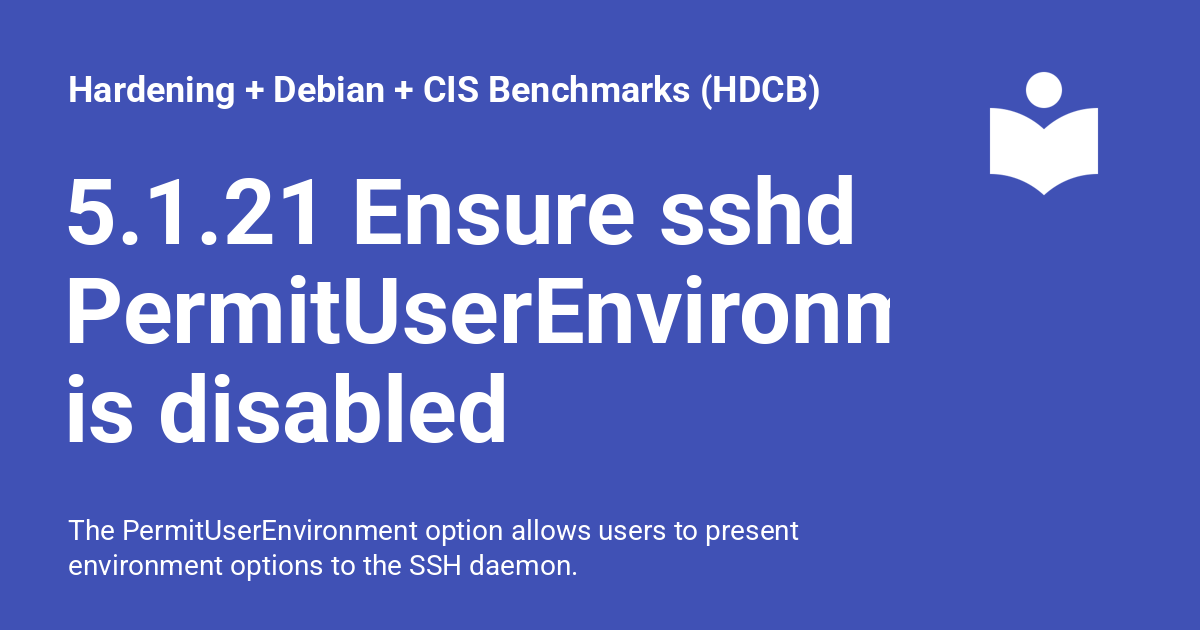 Hardening + Debian + CIS Benchmarks (HDCB)
5.1.21 Ensure sshd
PermitUserEnvironm
is disabled
The PermitUserEnvironment option allows users to present
environment options to the SSH daemon.